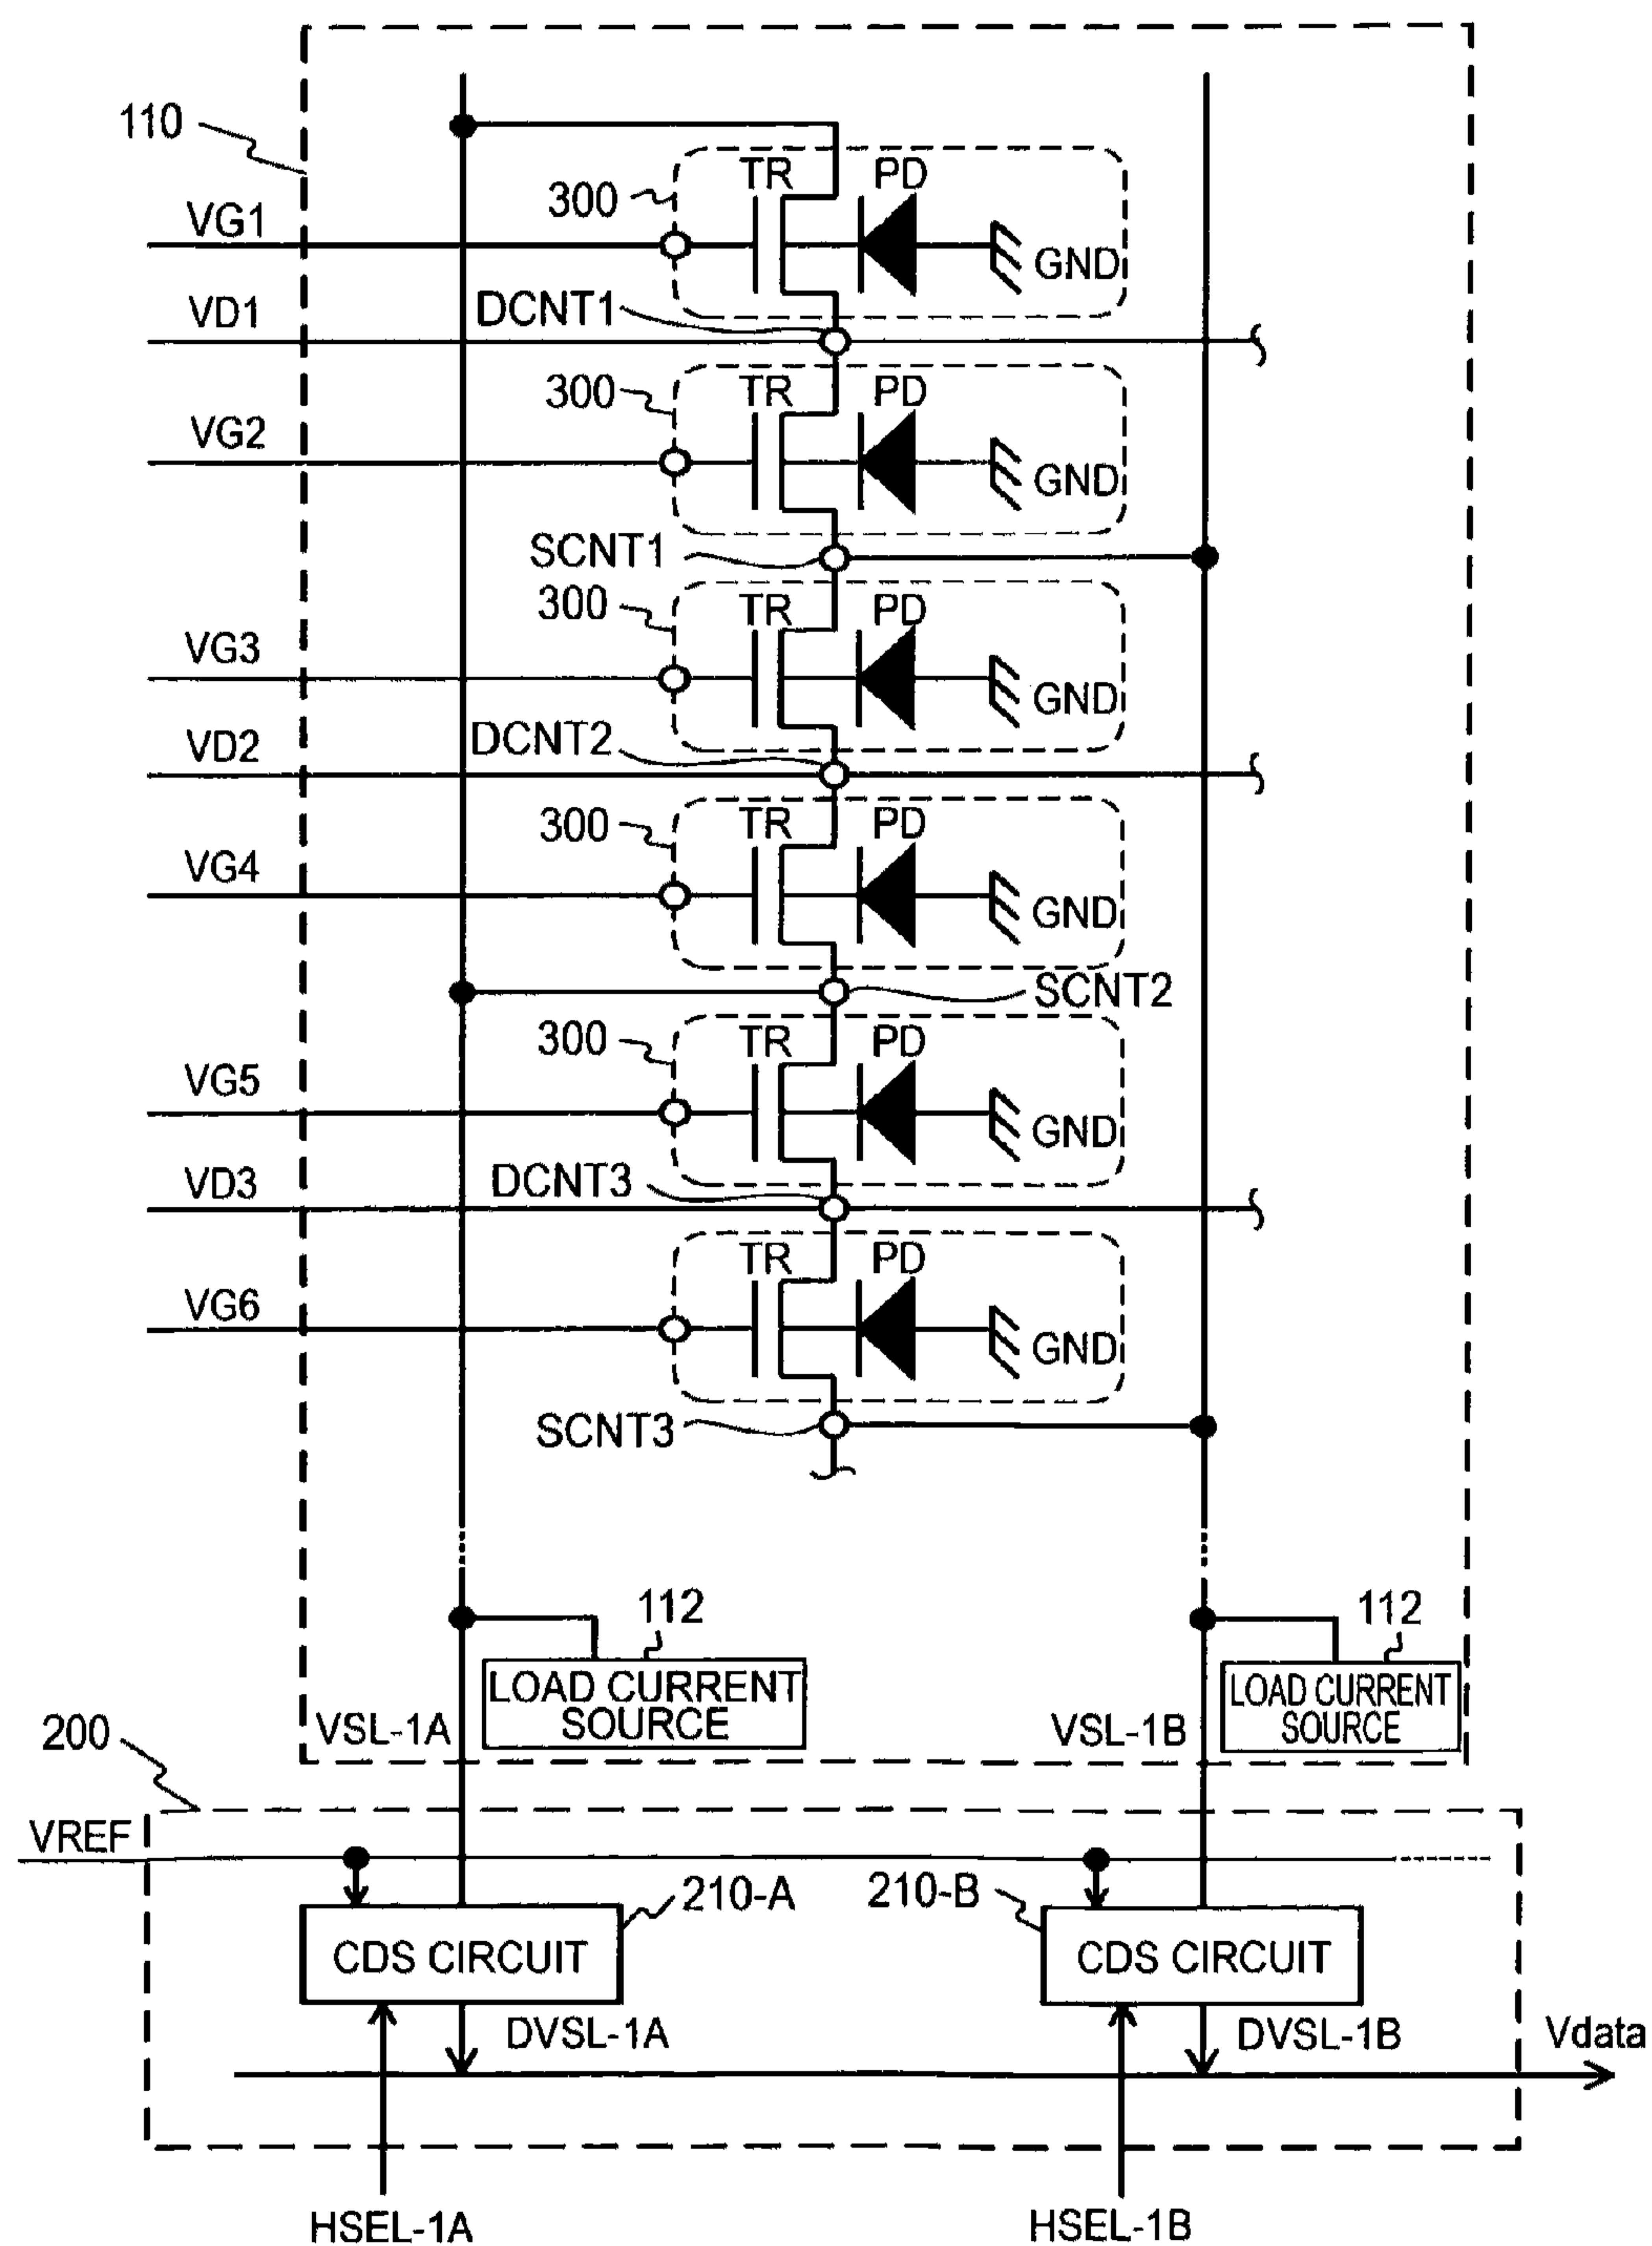 110
TR
PD
300
VG1
GND
DCNT1
VD1
TR
PD
300
VG2
GND
SCNT1
300
TR
PD
VG3
GND
DCNT2
VD2
TR
PD
300
VG4
GND
SCNT2
300
TR
PD
VG5
GND
DCNT3
VD3
TR
PD
VG6
GND
SCNT3
112
112
LOAD CURRENT
SOURCE
LOAD CURRENT
SOURCE
VSL-1A
VSL-1B
200
VREF
210-A
210-B
CDS CIRCUIT
CDS CIRCUIT
DVSL-1A
DVSL-1B
Vdata
HSEL-1A
HSEL-1B